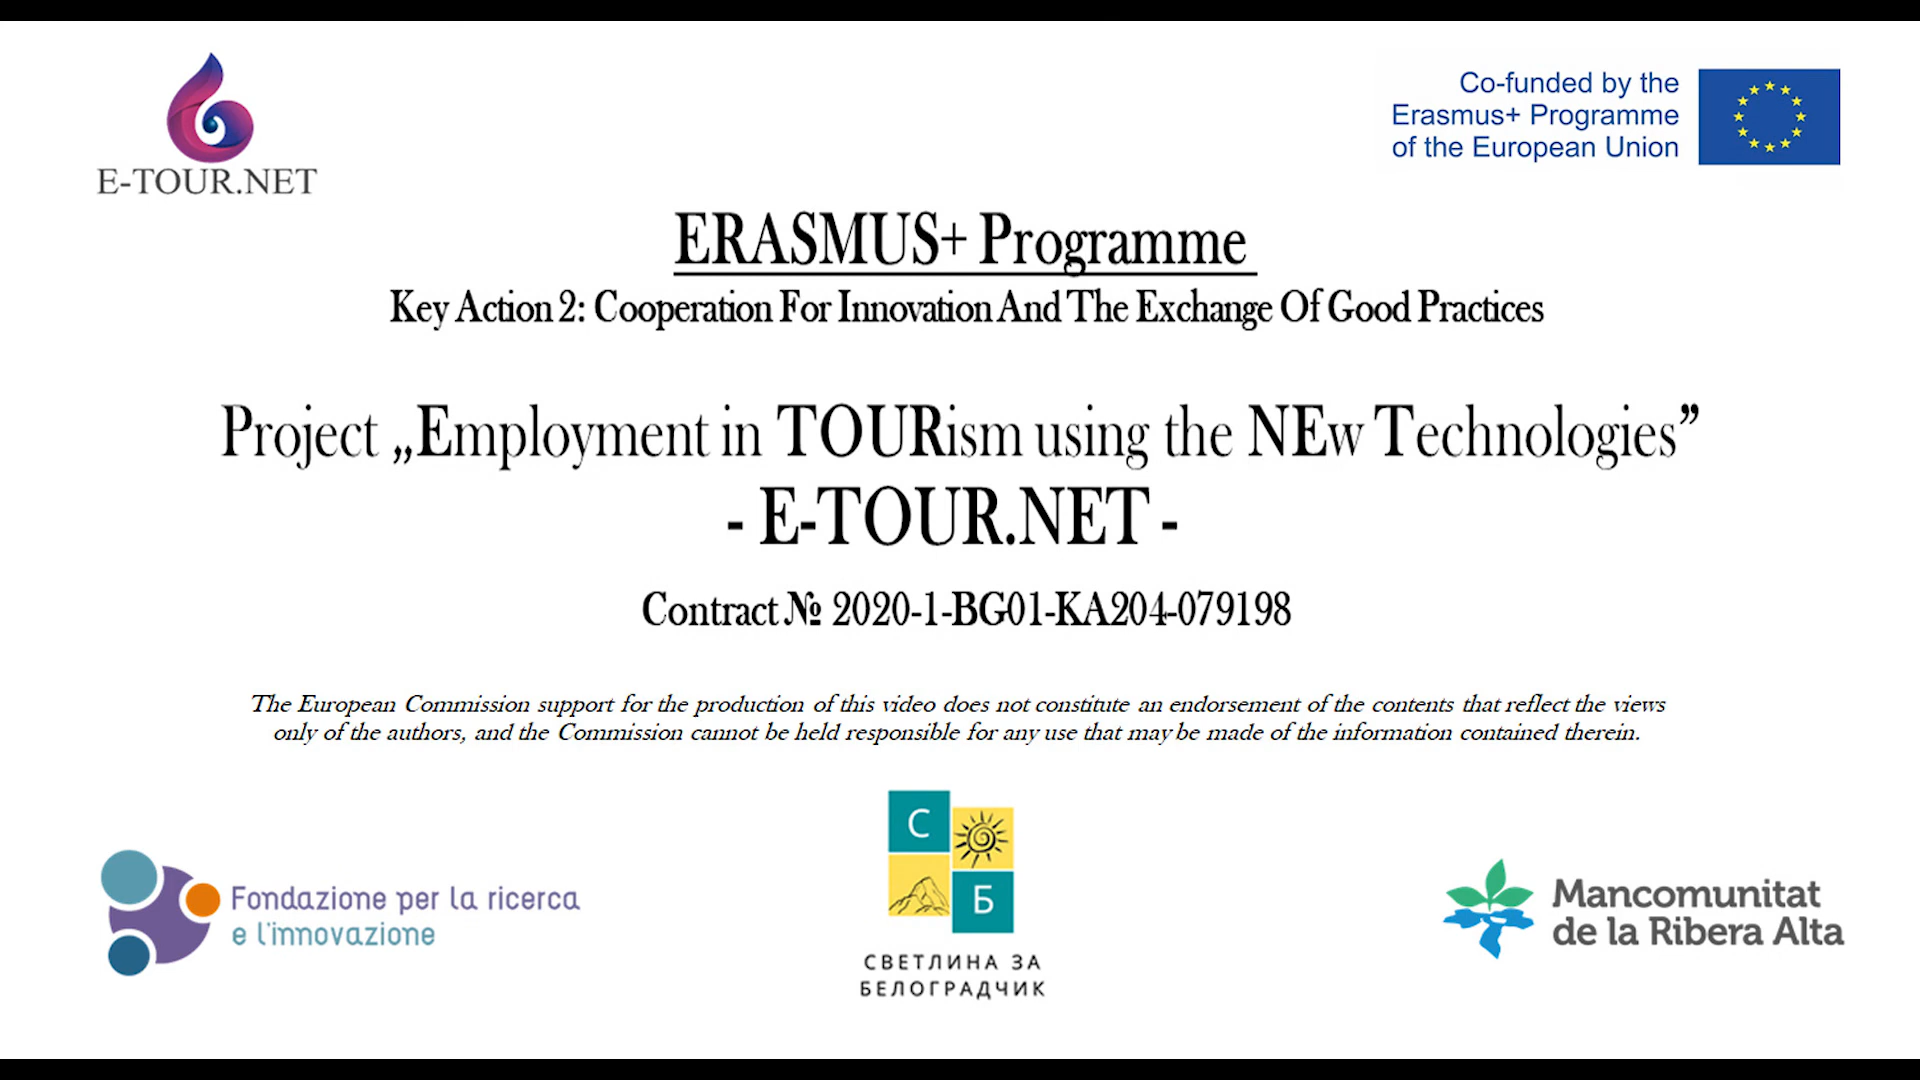 E-TOUR.NET
Co-funded by the
Erasmus+ Programme
of the European Union
ERASMUS+ Programme
Key Action 2: Cooperation For Innovation And The Exchange Of Good Practices
Project „Employment in TOURism using the NEw Technologies”
- E-TOUR.NET -
Contract № 2020-1-BG01-KA204-079198
The European Commission support for the production of this video does not constitute an endorsement of the contents that reflect the views
only of the authors, and the Commission cannot be held responsible for any use that may be made of the information contained therein.
Fondazione per la ricerca
e l'innovazione
С
Б
СВЕТЛИНА ЗА
БЕЛОГРАДЧИК
Mancomunitat
de la Ribera Alta